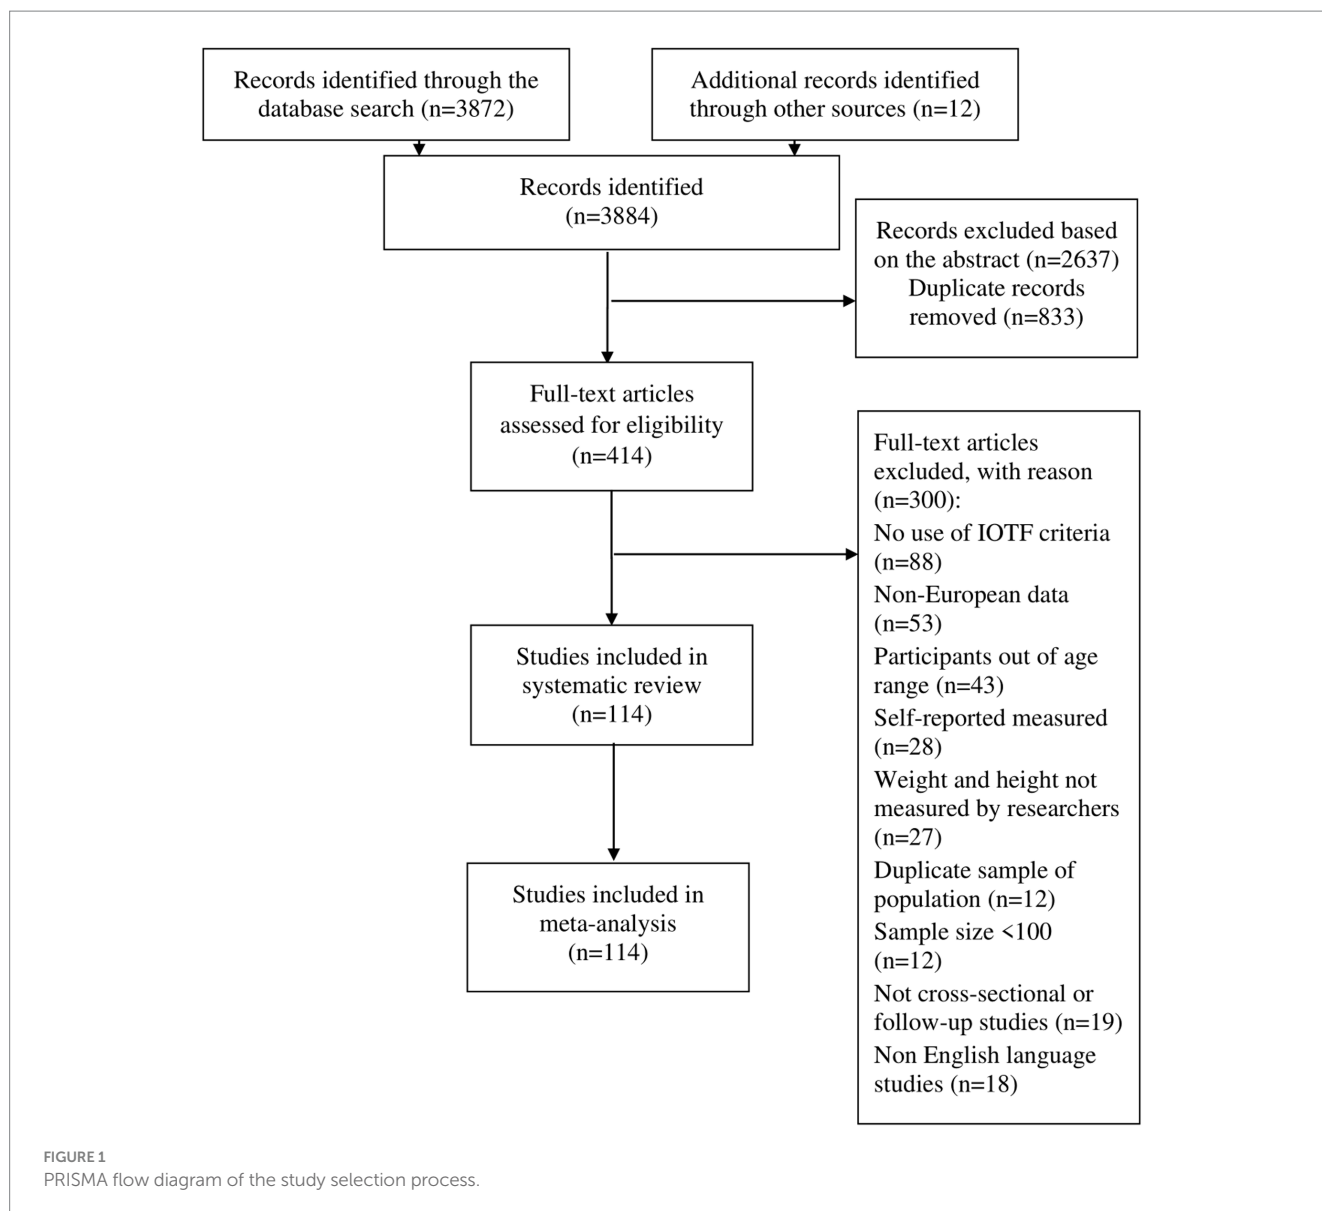 Records identified through the
database search (n=3872)
Additional records identified
through other sources (n=12)
Records identified
(n=3884)
Records excluded based
on the abstract (n=2637)
Duplicate records
removed (n=833)
Full-text articles
assessed for eligibility
(n=414)
Full-text articles
excluded, with reason
(n=300):
No use of IOTF criteria
(n=88)
Non-European data
(n=53)
Participants out of age
range (n=43)
Self-reported measured
(n=28)
Weight and height not
measured by researchers
(n=27)
Duplicate sample of
population (n=12)
Sample size <100
(n=12)
Not cross-sectional or
follow-up studies (n=19)
Non English language
studies (n=18)
Studies included in
systematic review
(n=114)
Studies included in
meta-analysis
(n=114)
FIGURE 1
PRISMA flow diagram of the study selection process.